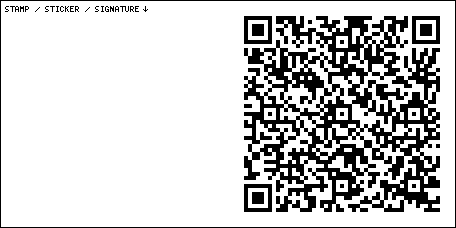 STAMP / STICKER / SIGNATURE ↓